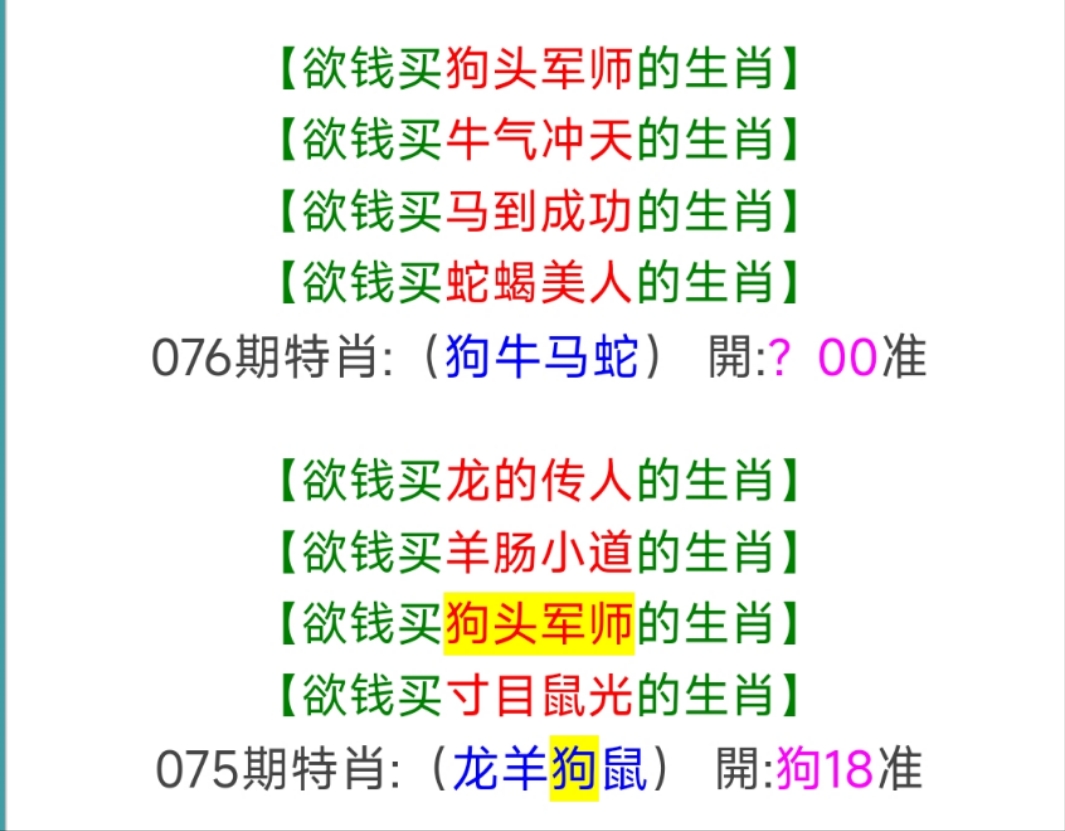 【欲钱买狗头军师的生肖】
【欲钱买牛气冲天的生肖】
【欲钱买马到成功的生肖】
【欲钱买蛇蝎美人的生肖】
076期特肖:（狗牛马蛇） 開:？00准
【欲钱买龙的传人的生肖】
【欲钱买羊肠小道的生肖】
【欲钱买狗头军师的生肖】
【欲钱买寸目鼠光的生肖】
075期特肖:（龙羊狗鼠） 開:狗18准